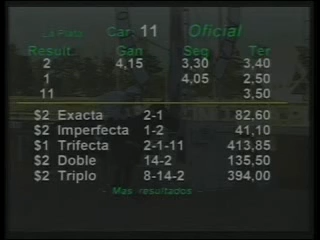 La Plata Car. 11 Oficial
Result Gan Seg Ter
2 4,15 3,30 3,40
1 4,05 2,50
11 3,50
$2 Exacta 2-1 82,60
$2 Imperfecta 1-2 41,10
$1 Trifecta 2-1-11 413,85
$2 Doble 14-2 135,50
$2 Triplo 8-14-2 394,00
- Mas resultados -